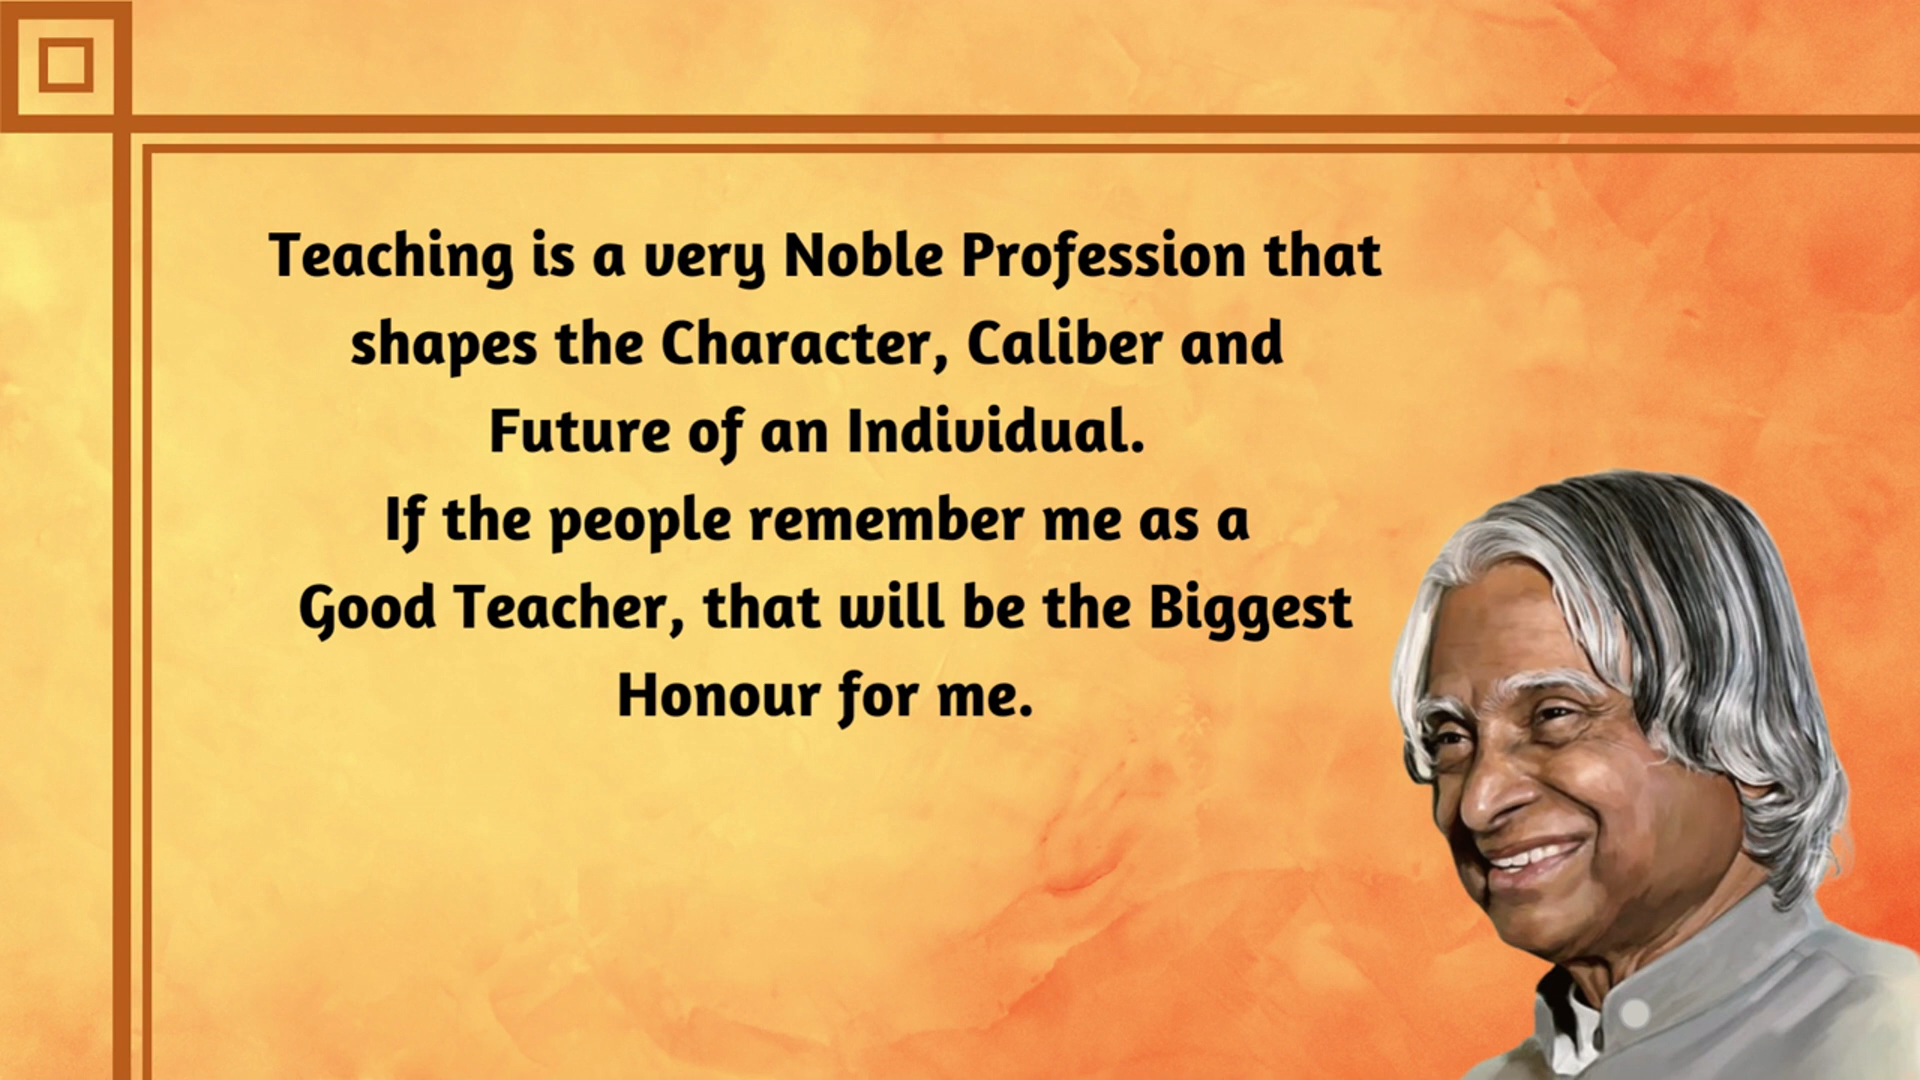 Teaching is a very Noble Profession that
shapes the Character, Caliber and
Future of an Individual.
If the people remember me as a
Good Teacher, that will be the Biggest
Honour for me.